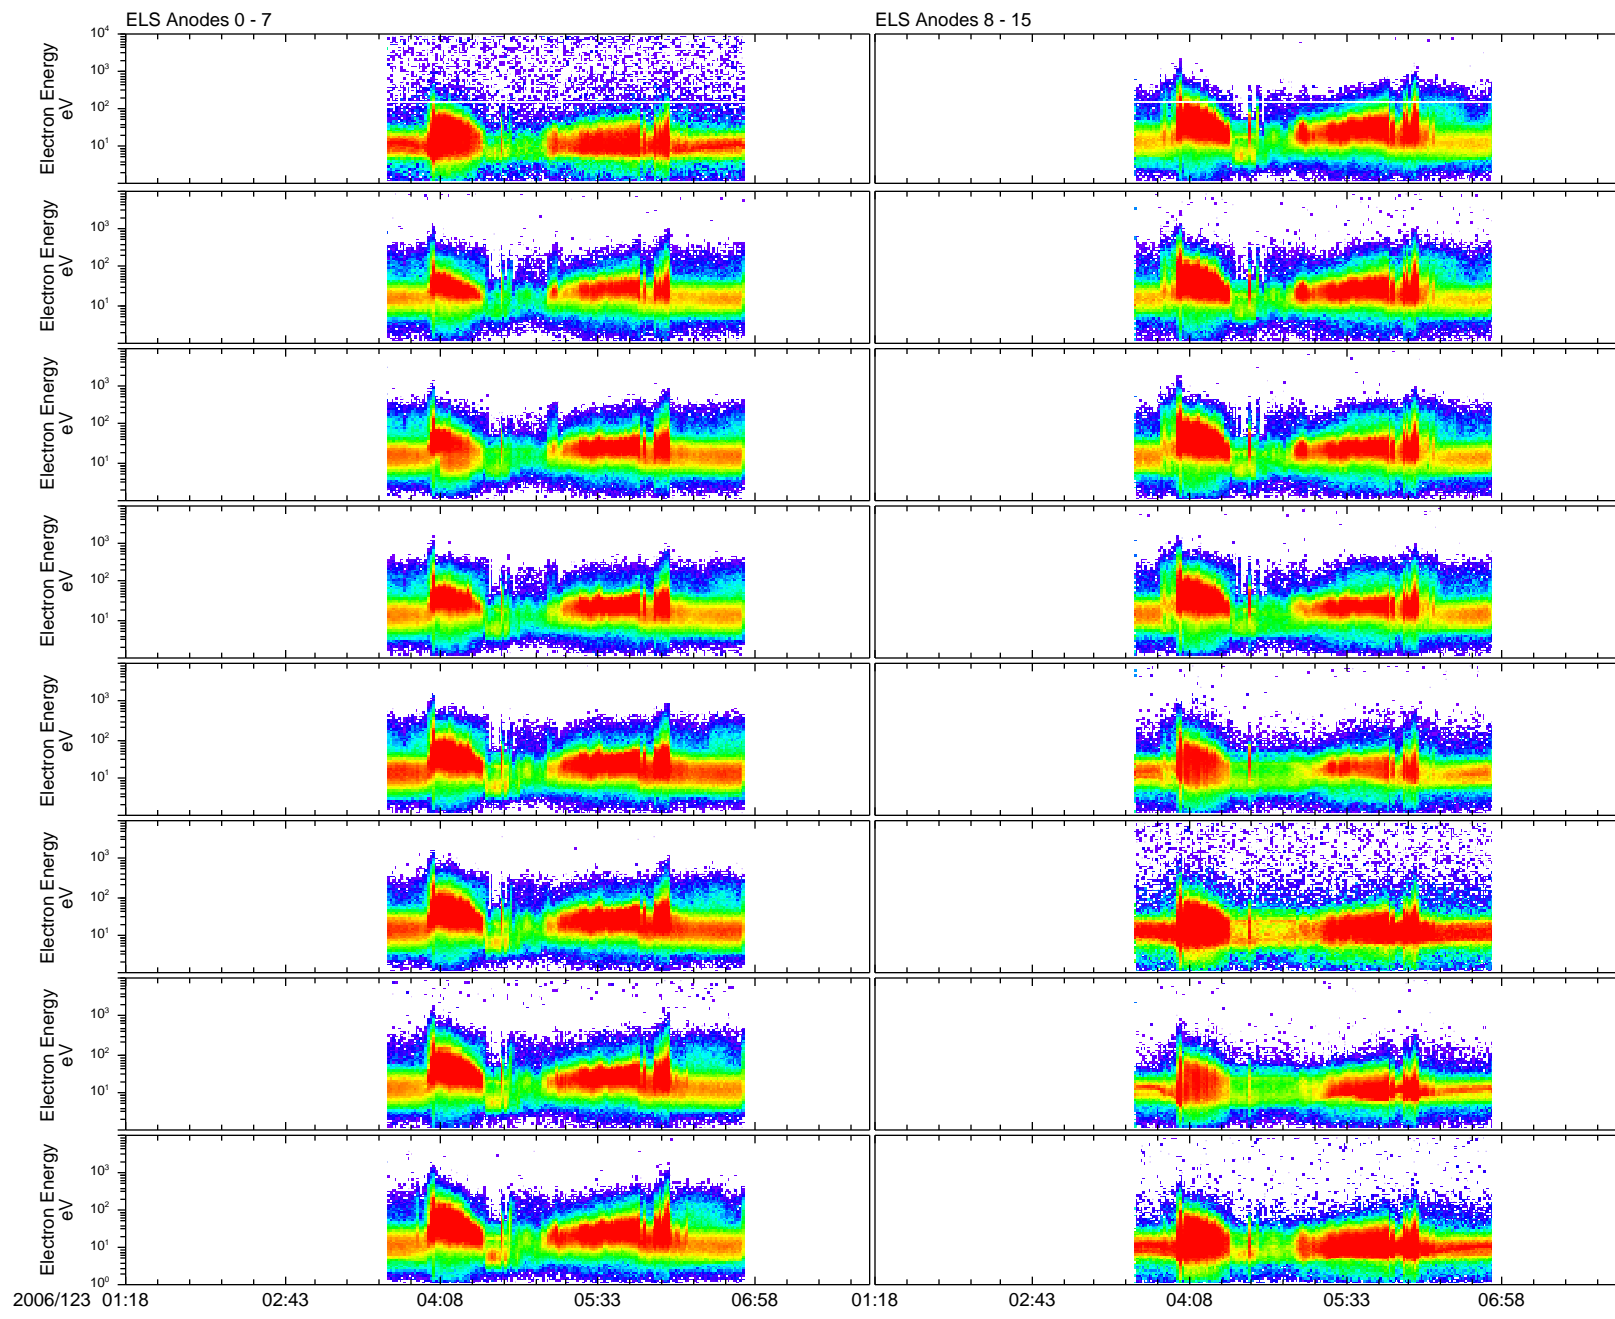 ELS Anodes 0 - 7 ELS Anodes 8 - 15
Electron Energy
eV
10⁴
10³
10²
10¹
Electron Energy
eV
10³
10²
10¹
Electron Energy
eV
10³
10²
10¹
Electron Energy
eV
10³
10²
10¹
Electron Energy
eV
10³
10²
10¹
Electron Energy
eV
10³
10²
10¹
Electron Energy
eV
10³
10²
10¹
Electron Energy
eV
10³
10²
10¹
10⁰
2006/123 01:18 02:43 04:08 05:33 06:58 01:18 02:43 04:08 05:33 06:58